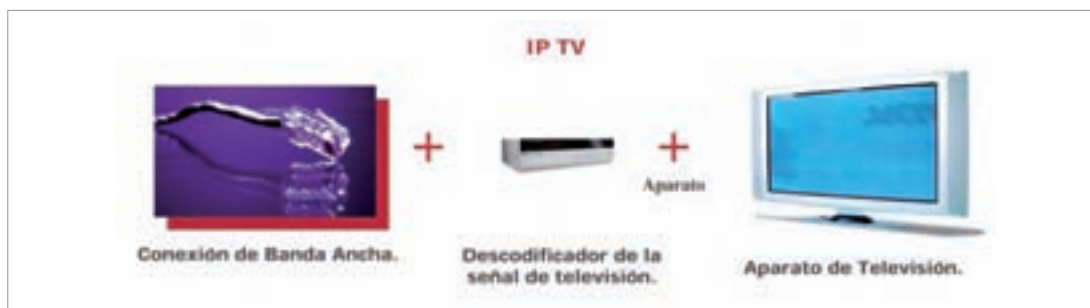 IP TV
+
+
Aparato
Conexión de Banda Ancha.
Descodificador de la
señal de televisión.
Aparato de Televisión.